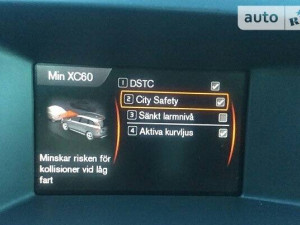 auto
Min XC60
1 DSTC
2 City Safety
3 Sänkt larmnivå
4 Aktiva kurvljus
Minskar risken för
kollisioner vid låg
fart